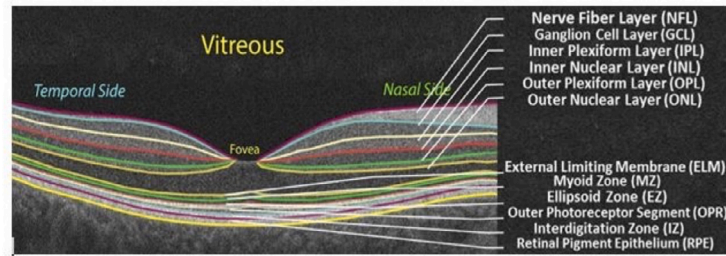 Vitreous
Temporal Side
Nasal Side
Fovea
Nerve Fiber Layer (NFL)
Ganglion Cell Layer (GCL)
Inner Plexiform Layer (IPL)
Inner Nuclear Layer (INL)
Outer Plexiform Layer (OPL)
Outer Nuclear Layer (ONL)
External Limiting Membrane (ELM)
Myoid Zone (MZ)
Ellipsoid Zone (EZ)
Outer Photoreceptor Segment (OPR)
Interdigitation Zone (IZ)
Retinal Pigment Epithelium (RPE)